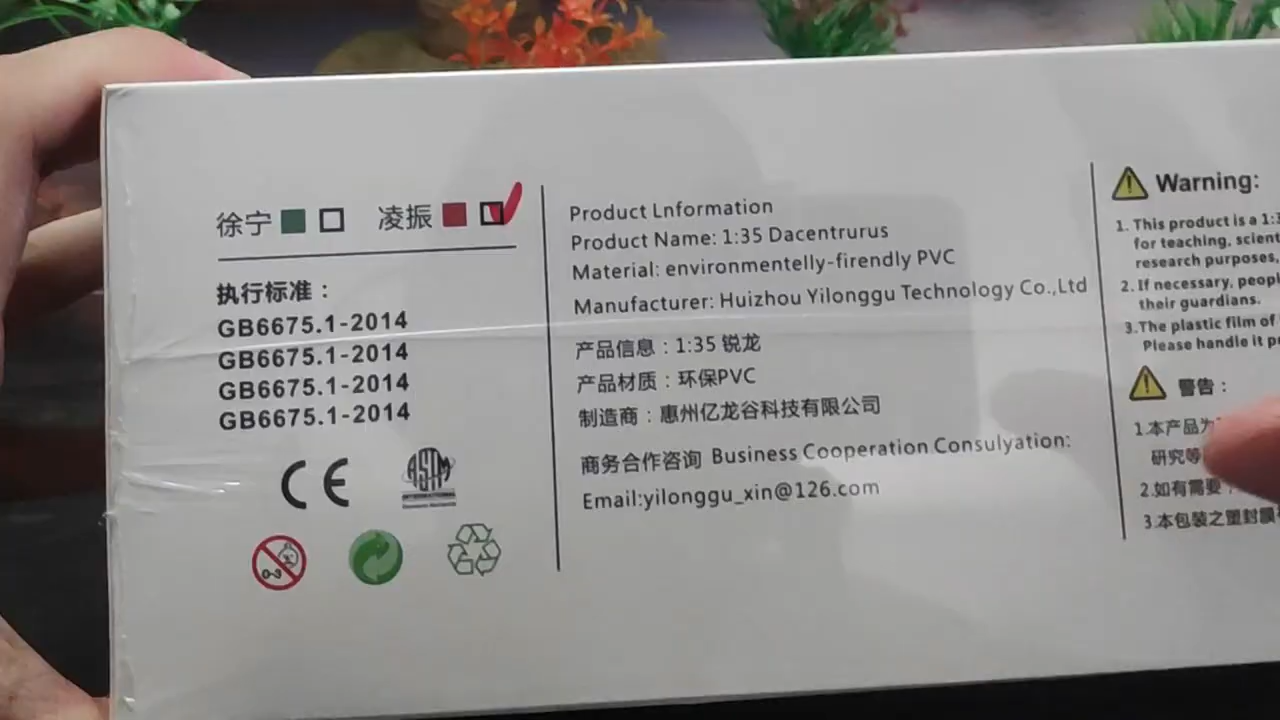 徐宁 凌振
执行标准：
GB6675.1-2014
GB6675.1-2014
GB6675.1-2014
GB6675.1-2014
CE
ASTM
INTERNATIONAL
0-3
Product Lnformation
Product Name: 1:35 Dacentrurus
Material: environmentelly-firendly PVC
Manufacturer: Huizhou Yilonggu Technology Co.,Ltd
产品信息：1:35 锐龙
产品材质：环保PVC
制造商：惠州亿龙谷科技有限公司
商务合作咨询 Business Cooperation Consulyation:
Email:yilonggu_xin@126.com
Warning:
1. This product is a
for teaching,
research purposes,
2. If necessary,
their guardians.
3.The plastic film of
Please handle it
警告：
1.本产品为
研究等
2.如有需要，
3.本包装之塑封膜